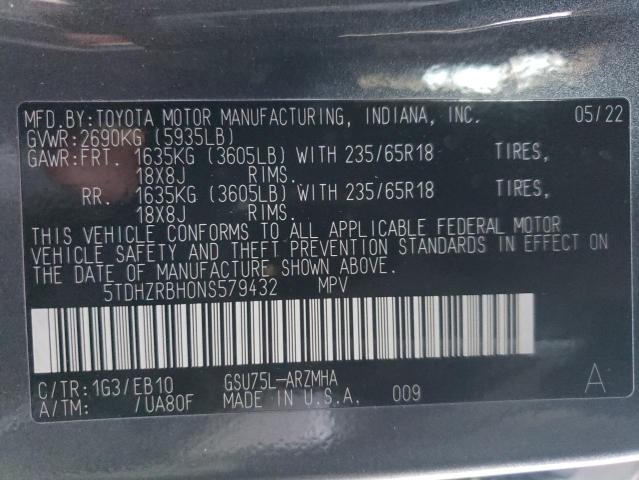 MFD.BY:TOYOTA MOTOR MANUFACTURING, INDIANA, INC. 05/22
GVWR:2690KG (5935LB)
GAWR:FRT. 1635KG (3605LB) WITH 235/65R18 TIRES,
18X8J RIMS.
RR. 1635KG (3605LB) WITH 235/65R18 TIRES,
18X8J RIMS.
THIS VEHICLE CONFORMS TO ALL APPLICABLE FEDERAL MOTOR
VEHICLE SAFETY AND THEFT PREVENTION STANDARDS IN EFFECT ON
THE DATE OF MANUFACTURE SHOWN ABOVE.
5TDHZRBH0NS579432 MPV
C/TR:1G3/EB10 GSU75L-ARZMHA
A/TM: /UA80F MADE IN U.S.A. 009 A